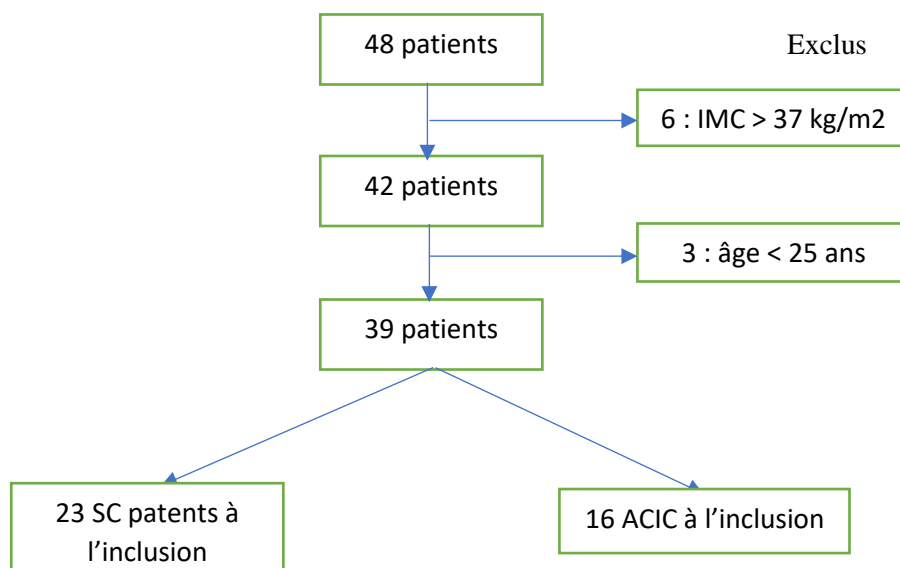 48 patients
Exclus
6 : IMC > 37 kg/m2
42 patients
3 : âge < 25 ans
39 patients
23 SC patents à
l’inclusion
16 ACIC à l’inclusion